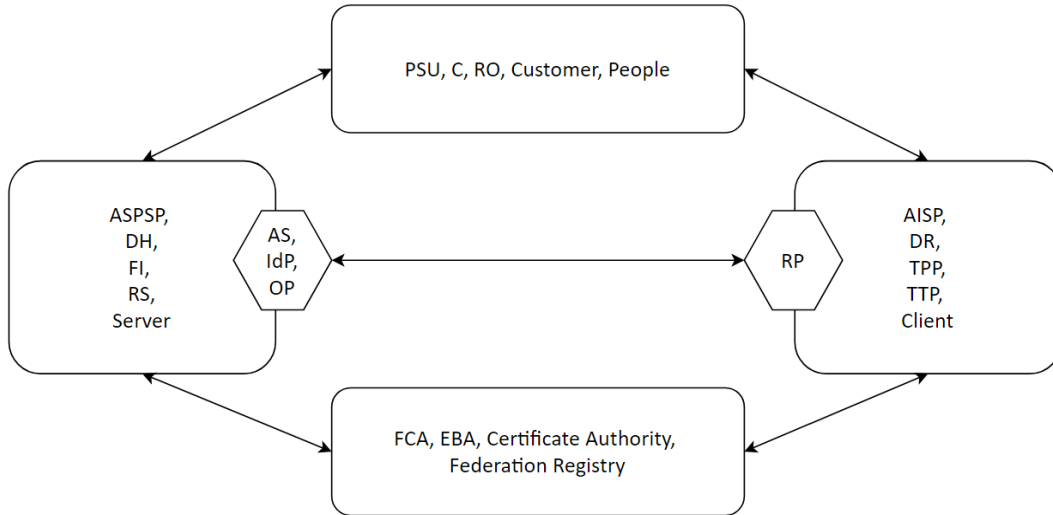 PSU, C, RO, Customer, People
ASPSP,
DH,
FI,
RS,
Server
AS,
IdP,
OP
RP
AISP,
DR,
TPP,
TTP,
Client
FCA, EBA, Certificate Authority,
Federation Registry